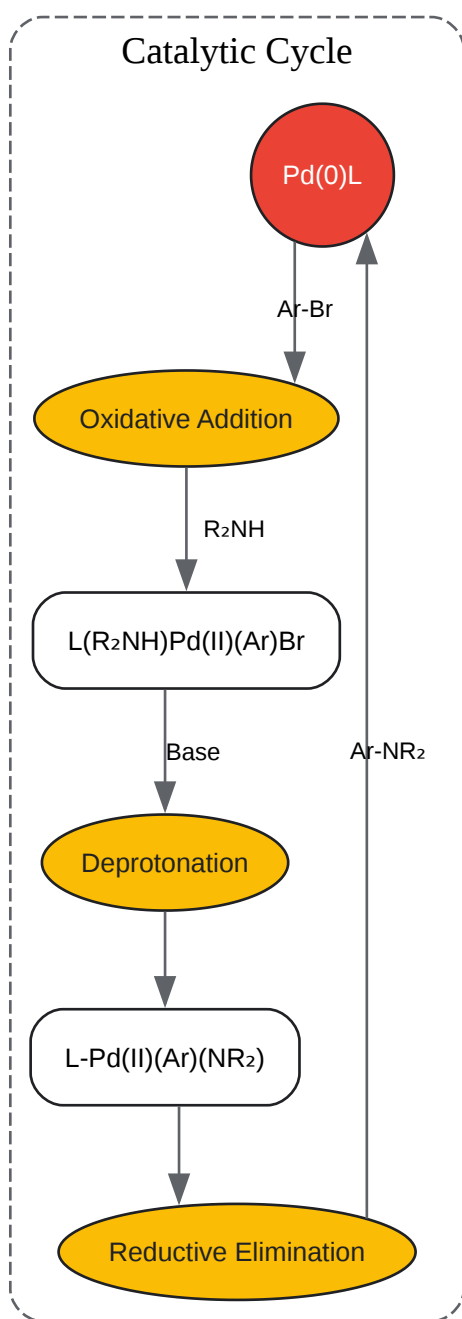 Catalytic Cycle
Pd(0)L
Ar-Br
Oxidative Addition
R₂NH
L(R₂NH)Pd(II)(Ar)Br
Base
Ar-NR₂
Deprotonation
L-Pd(II)(Ar)(NR₂)
Reductive Elimination